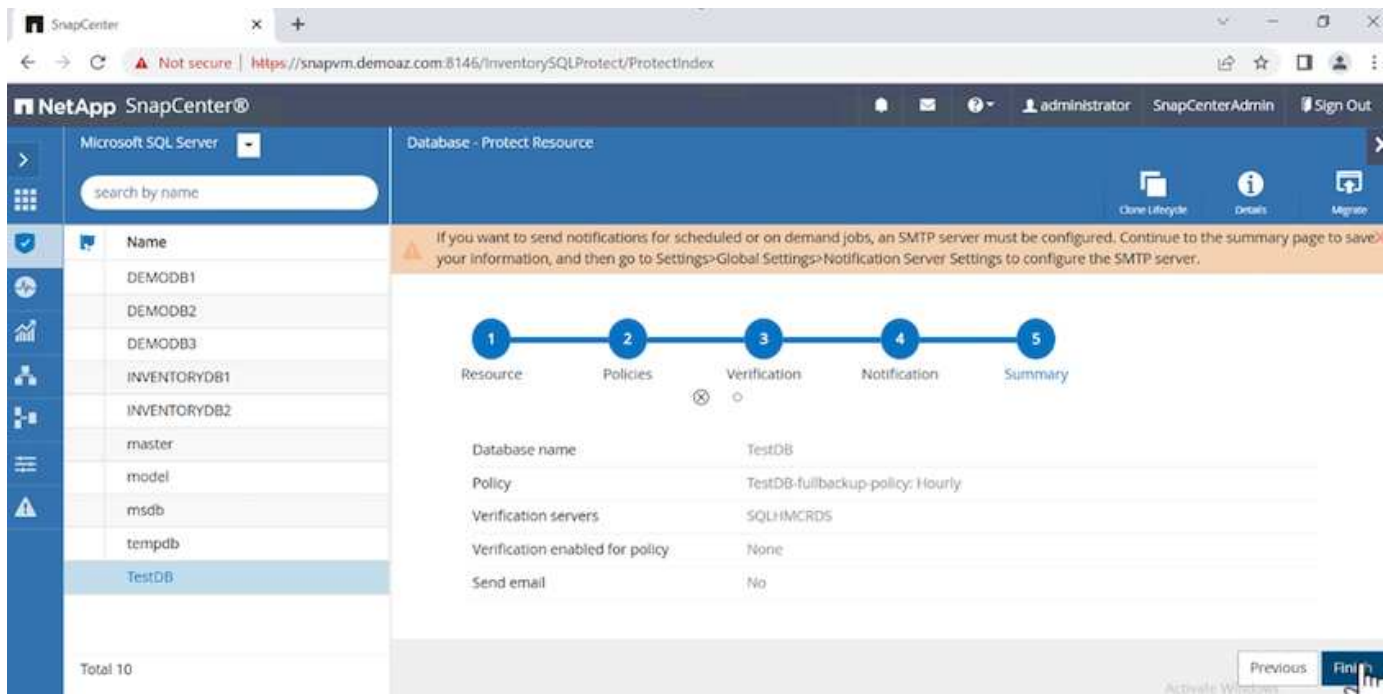 SnapCenter
Not secure | https://snapvm.demoaz.com:8146/InventorySQLProtect/ProtectIndex
NetApp SnapCenter®
administrator SnapCenterAdmin Sign Out
Microsoft SQL Server
Database - Protect Resource
search by name
Clone Lifecycle Details Migrate
If you want to send notifications for scheduled or on demand jobs, an SMTP server must be configured. Continue to the summary page to save
your information, and then go to Settings>Global Settings>Notification Server Settings to configure the SMTP server.
Name
DEMODB1
DEMODB2
DEMODB3
INVENTORYDB1
INVENTORYDB2
master
model
msdb
tempdb
TestDB
Total 10
1 2 3 4 5
Resource Policies Verification Notification Summary
Database name TestDB
Policy TestDB-fullbackup-policy: Hourly
Verification servers SQLHMCRDS
Verification enabled for policy None
Send email No
Previous Finish
Activate Windows